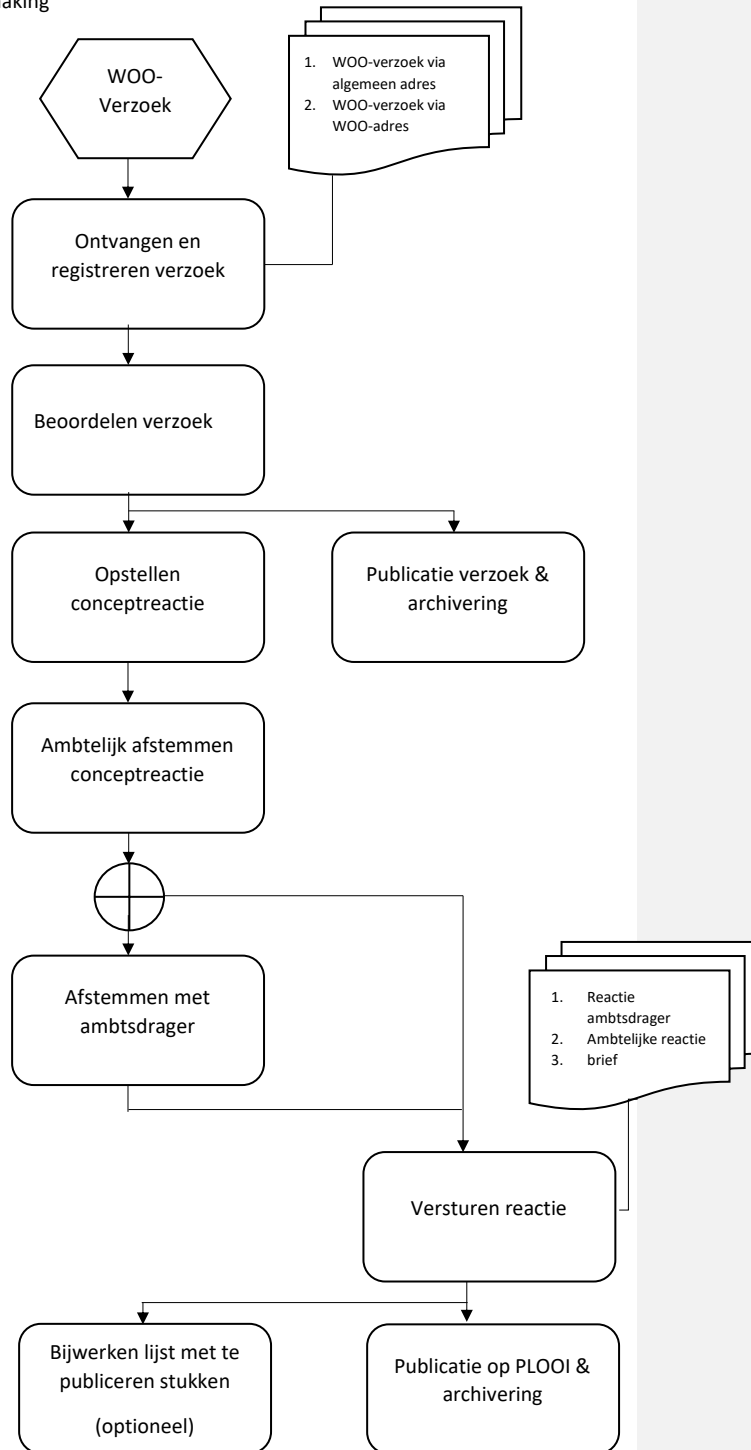 WOO-
Verzoek
1. WOO-verzoek via
algemeen adres
2. WOO-verzoek via
WOO-adres
Ontvangen en
registreren verzoek
Beoordelen verzoek
Opstellen
conceptreactie
Publicatie verzoek &
archivering
Ambtelijk afstemmen
conceptreactie
Afstemmen met
ambtsdrager
1. Reactie
ambtsdrager
2. Ambtelijke reactie
3. brief
Versturen reactie
Bijwerken lijst met te
publiceren stukken
(optioneel)
Publicatie op PLOOI &
archivering